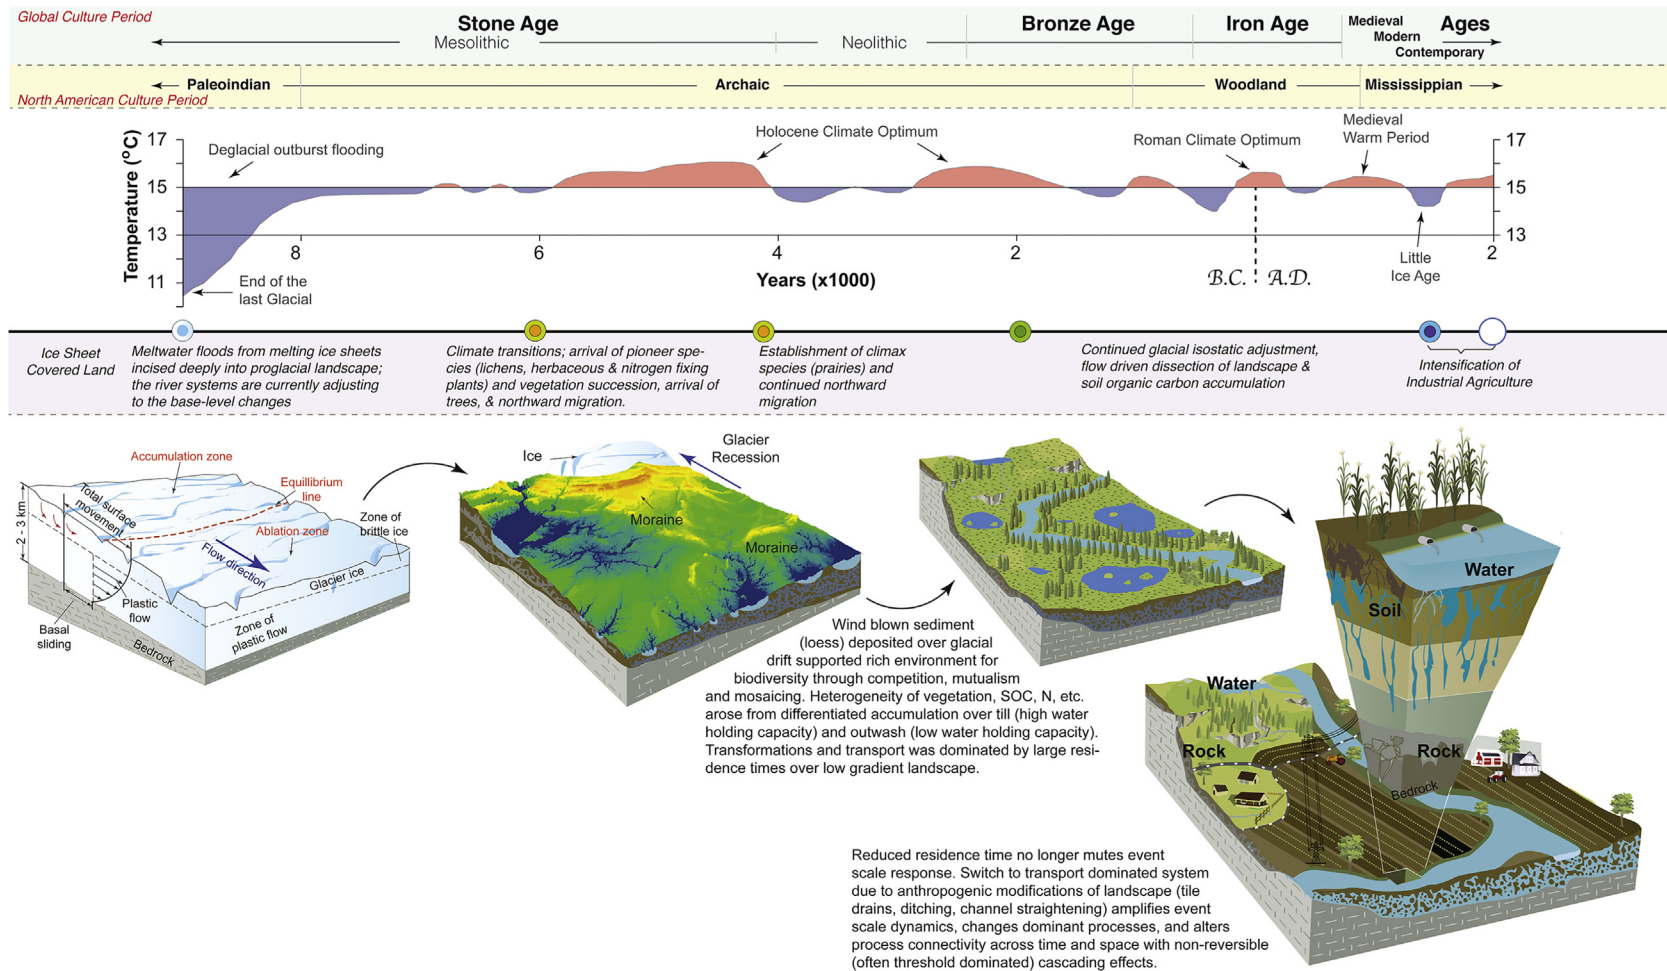 Global Culture Period
Stone Age
Bronze Age
Iron Age
Medieval
Modern
Contemporary
Ages
Mesolithic
Neolithic
Paleoindian
Archaic
Woodland
Mississippian
North American Culture Period
Temperature (°C)
17
15
13
11
17
15
13
Deglacial outburst flooding
End of the
last Glacial
Holocene Climate Optimum
Roman Climate Optimum
Medieval
Warm Period
Little
Ice Age
8
6
4
2
2
Years (x1000)
B.C.
A.D.
Ice Sheet
Covered Land
Meltwater floods from melting ice sheets
incised deeply into proglacial landscape;
the river systems are currently adjusting
to the base-level changes
Climate transitions; arrival of pioneer spe-
cies (lichens, herbaceous & nitrogen fixing
plants) and vegetation succession, arrival of
trees, & northward migration.
Establishment of climax
species (prairies) and
continued northward
migration
Continued glacial isostatic adjustment,
flow driven dissection of landscape &
soil organic carbon accumulation
Intensification of
Industrial Agriculture
Accumulation zone
Equillibrium
line
Total surface
movement
Ablation zone
Zone of
brittle ice
2 - 3 km
Flow direction
Glacier ice
Plastic
flow
Zone of
plastic flow
Basal
sliding
Bedrock
Ice
Glacier
Recession
Moraine
Moraine
Wind blown sediment
(loess) deposited over glacial
drift supported rich environment for
biodiversity through competition, mutualism
and mosaicing. Heterogeneity of vegetation, SOC, N, etc.
arose from differentiated accumulation over till (high water
holding capacity) and outwash (low water holding capacity).
Transformations and transport was dominated by large resi-
dence times over low gradient landscape.
Water
Soil
Rock
Bedrock
Water
Rock
Reduced residence time no longer mutes event
scale response. Switch to transport dominated system
due to anthropogenic modifications of landscape (tile
drains, ditching, channel straightening) amplifies event
scale dynamics, changes dominant processes, and alters
process connectivity across time and space with non-reversible
(often threshold dominated) cascading effects.